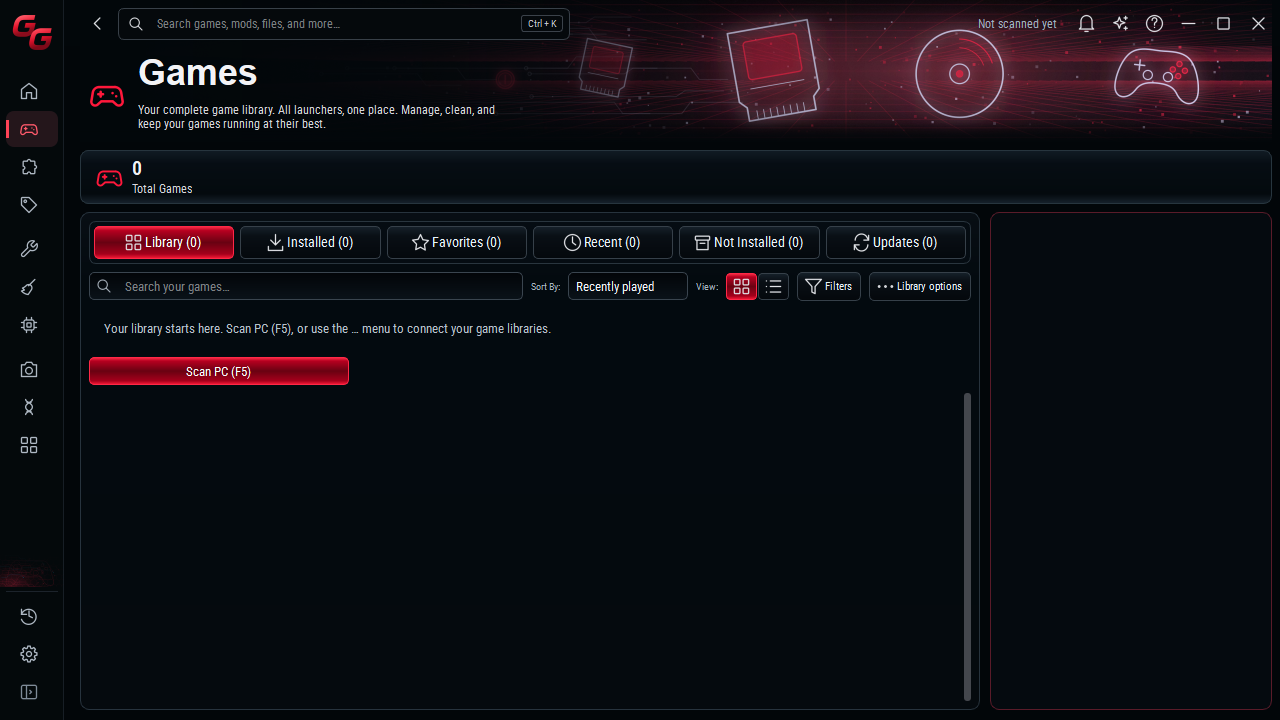 GG
Search games, mods, files, and more...
Ctrl + K
Not scanned yet
Games
Your complete game library. All launchers, one place. Manage, clean, and
keep your games running at their best.
0
Total Games
Library (0)
Installed (0)
Favorites (0)
Recent (0)
Not Installed (0)
Updates (0)
Search your games...
Sort By:
Recently played
View:
Filters
Library options
Your library starts here. Scan PC (F5), or use the ... menu to connect your game libraries.
Scan PC (F5)